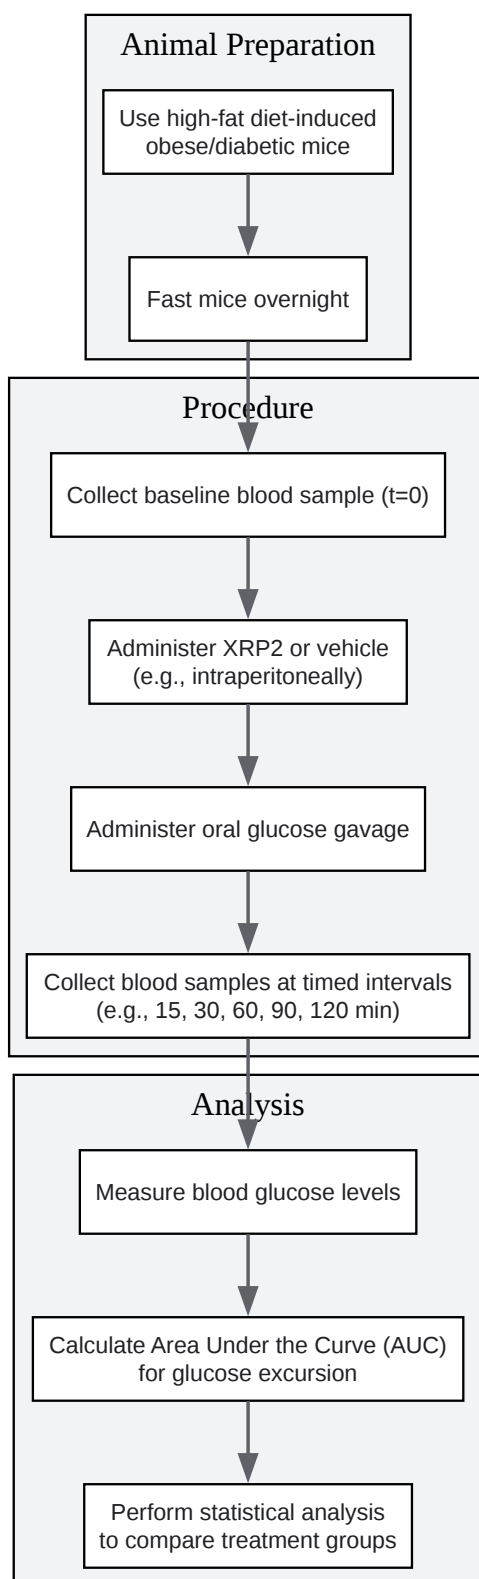 Animal Preparation
Use high-fat diet-induced
obese/diabetic mice
Fast mice overnight
Procedure
Collect baseline blood sample (t=0)
Administer XRP2 or vehicle
(e.g., intraperitoneally)
Administer oral glucose gavage
Collect blood samples at timed intervals
(e.g., 15, 30, 60, 90, 120 min)
Analysis
Measure blood glucose levels
Calculate Area Under the Curve (AUC)
for glucose excursion
Perform statistical analysis
to compare treatment groups